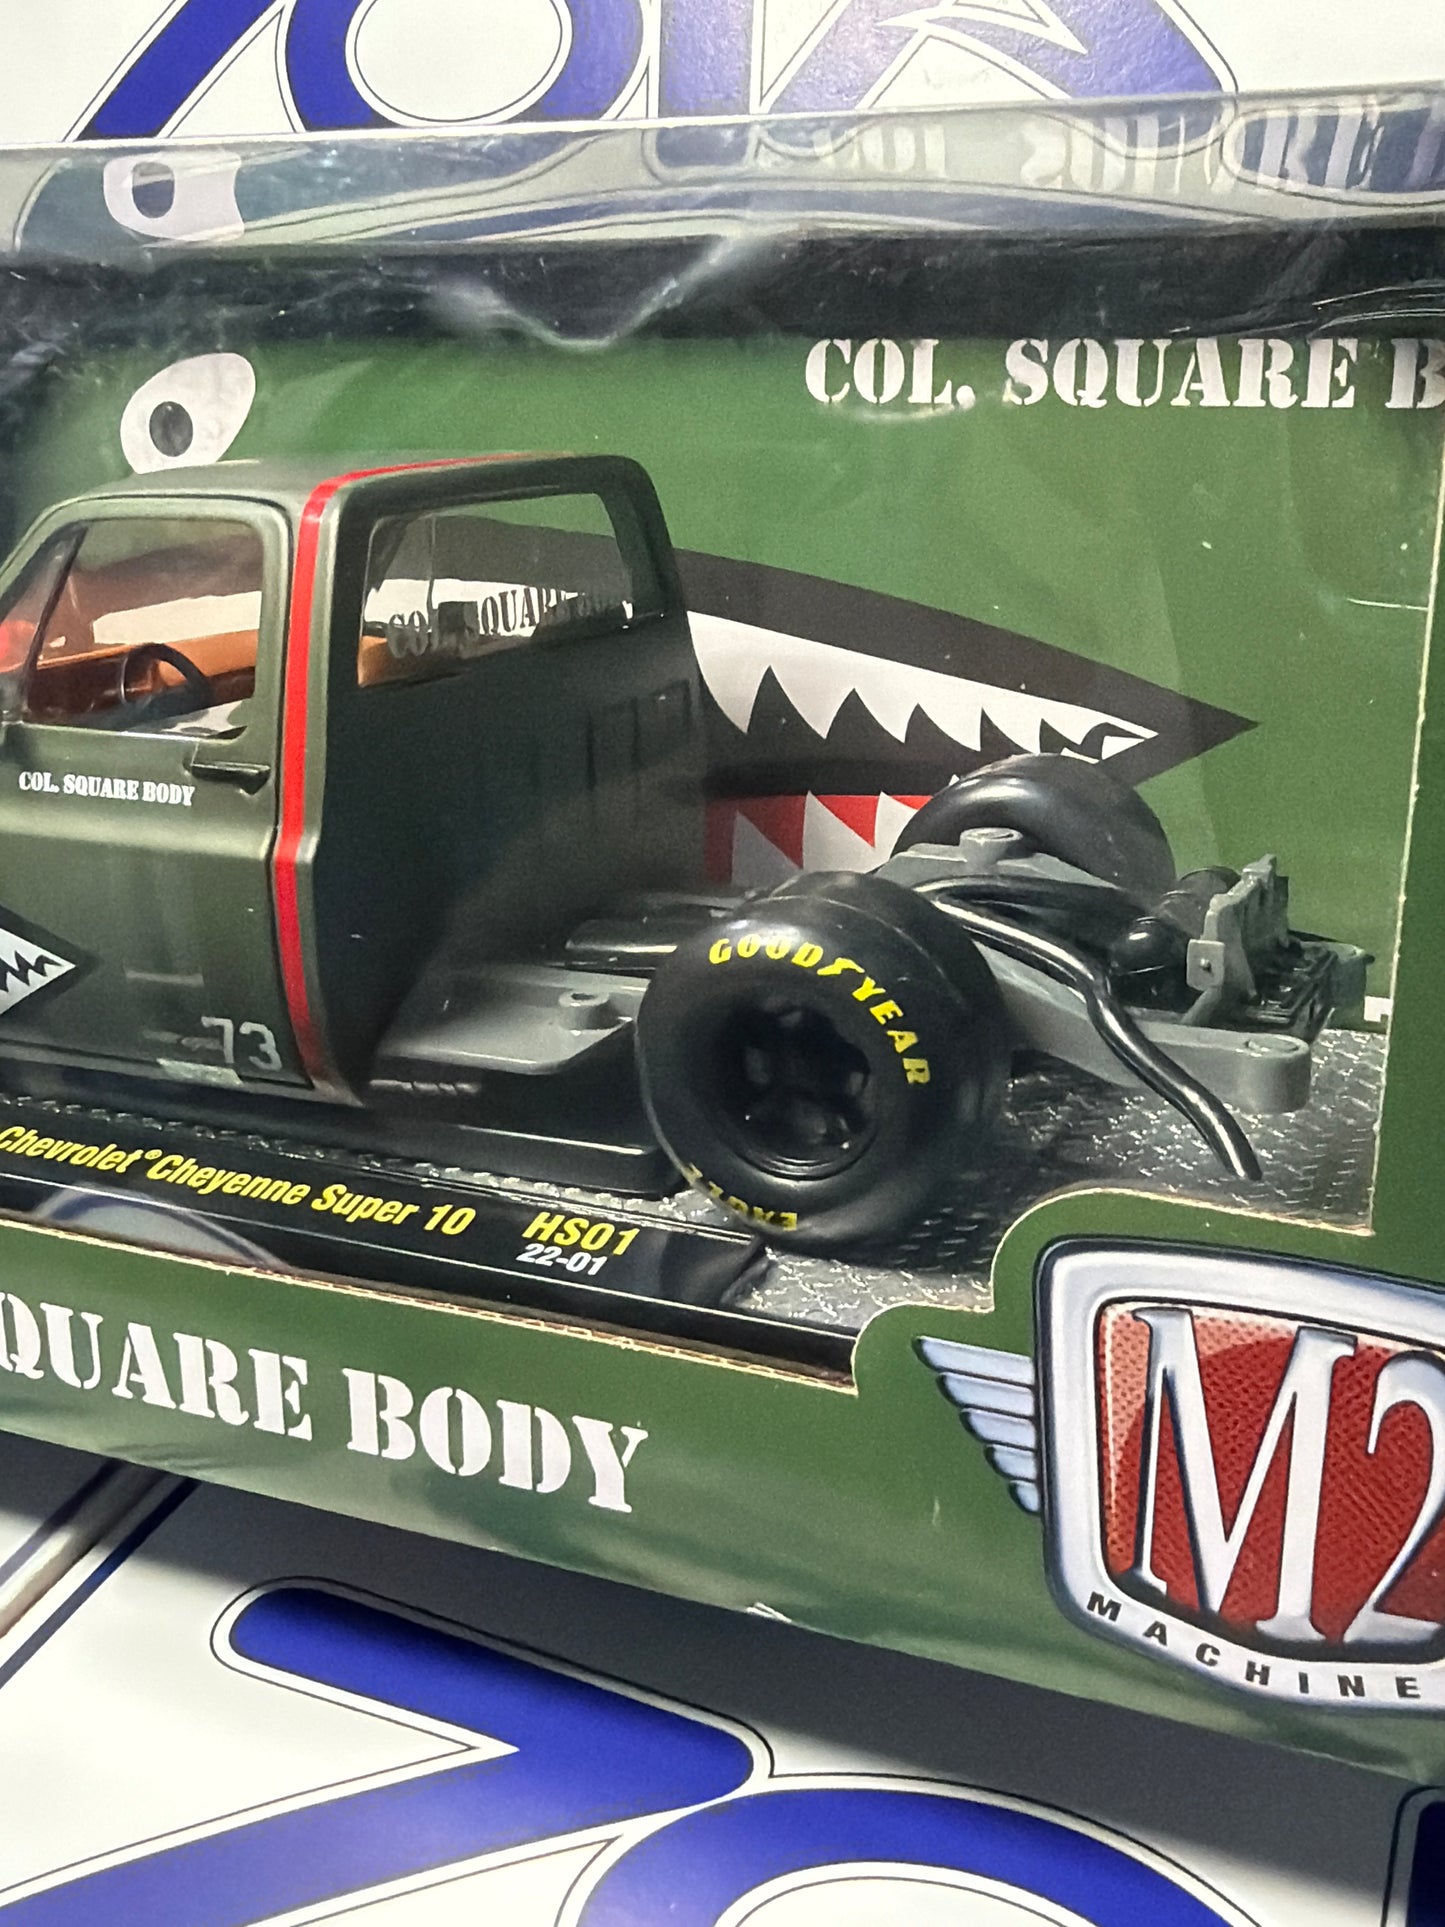 COL. SQUARE B
COL. SQUARE BODY
COL. SQUARE BODY
73
GOODYEAR
EAGLE
Chevrolet® Cheyenne Super 10 HS01
22-01
QUARE BODY
M2
MACHINE